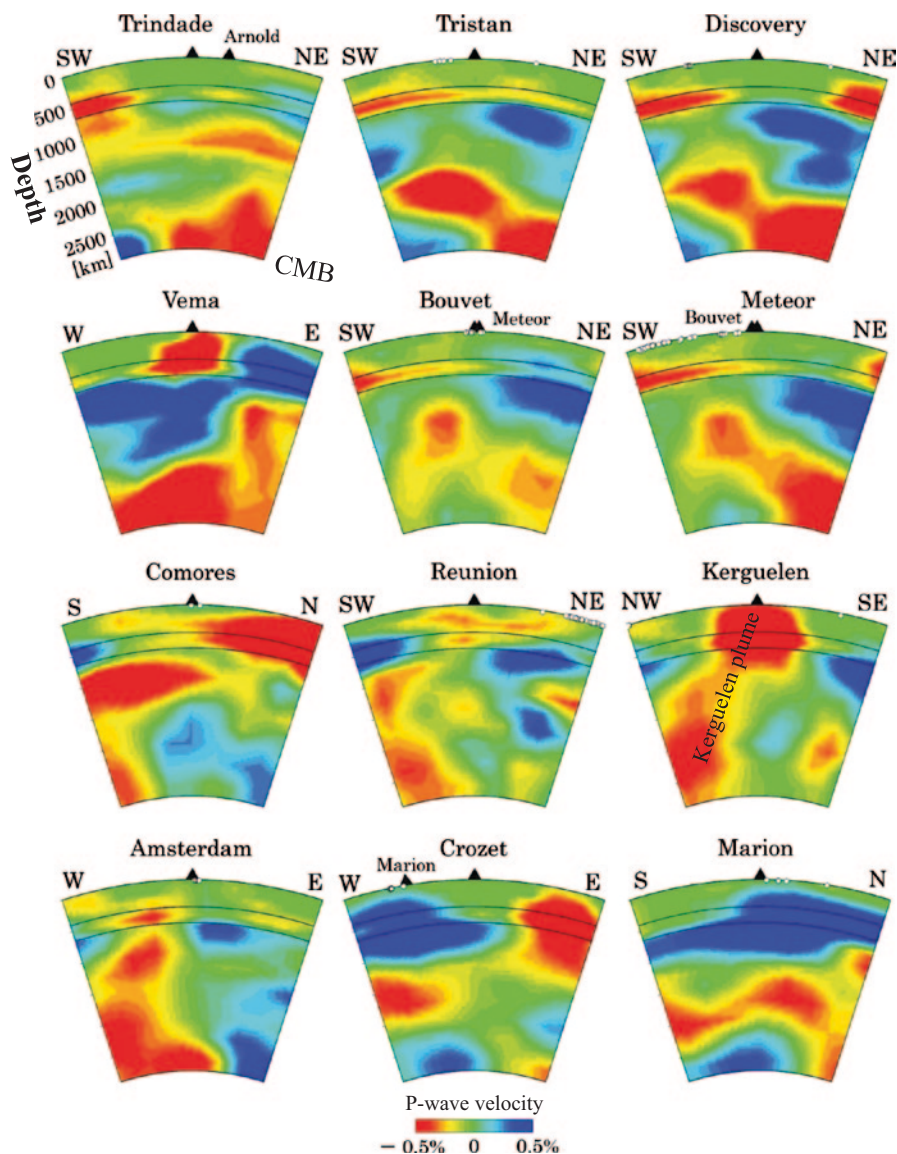 Trindade
Arnold
SW NE
0
500
1000
1500
2000
2500
[km]
Depth
CMB
Tristan
SW NE
Discovery
SW NE
Vema
W E
Bouvet
SW Meteor NE
Meteor
SW Bouvet NE
Comores
S N
Reunion
SW NE
Kerguelen
NW SE
Kerguelen plume
Amsterdam
W E
Crozet
W Marion E
Marion
S N
P-wave velocity
− 0.5% 0 0.5%